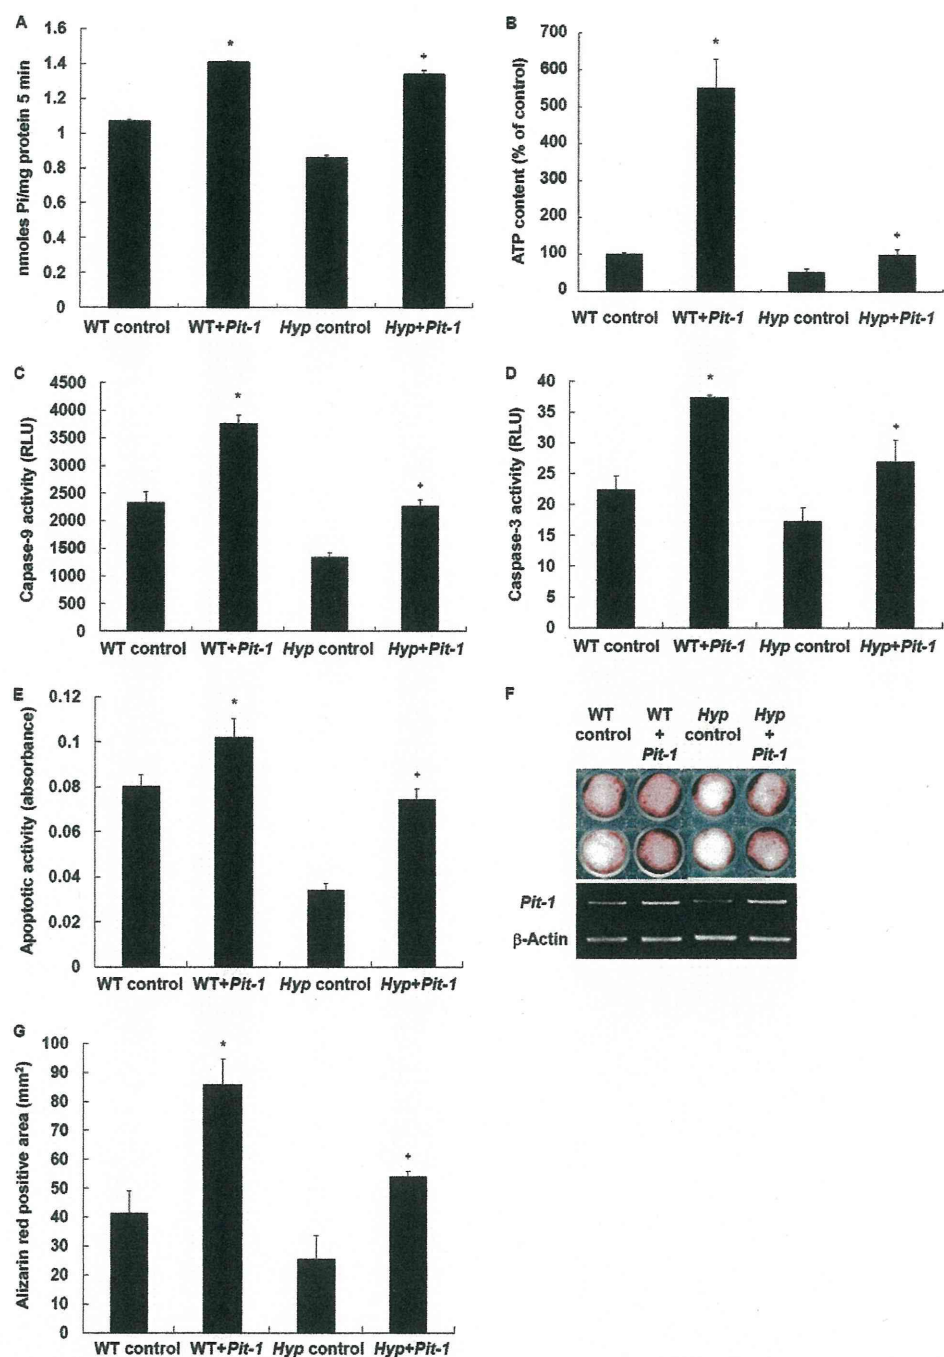 A
nmoles Pi/mg protein 5 min
1.6
1.4
1.2
1
0.8
0.6
0.4
0.2
0
*
+
WT control WT+Pit-1 Hyp control Hyp+Pit-1
B
ATP content (% of control)
700
600
500
400
300
200
100
0
*
+
WT control WT+Pit-1 Hyp control Hyp+Pit-1
C
Capase-9 activity (RLU)
4500
4000
3500
3000
2500
2000
1500
1000
500
0
*
+
WT control WT+Pit-1 Hyp control Hyp+Pit-1
D
Caspase-3 activity (RLU)
40
35
30
25
20
15
10
5
0
*
+
WT control WT+Pit-1 Hyp control Hyp+Pit-1
E
Apoptotic activity (absorbance)
0.12
0.1
0.08
0.06
0.04
0.02
0
*
+
WT control WT+Pit-1 Hyp control Hyp+Pit-1
F
WT WT Hyp Hyp
control + control +
Pit-1 Pit-1
Pit-1
β-Actin
G
Alizarin red positive area (mm²)
100
90
80
70
60
50
40
30
20
10
0
*
+
WT control WT+Pit-1 Hyp control Hyp+Pit-1